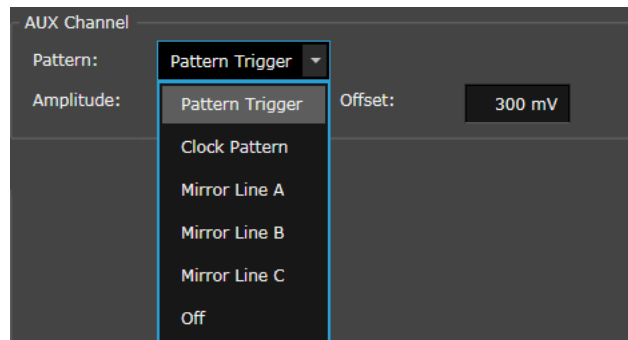 AUX Channel
Pattern: Pattern Trigger
Amplitude: Pattern Trigger Offset: 300 mV
Clock Pattern
Mirror Line A
Mirror Line B
Mirror Line C
Off